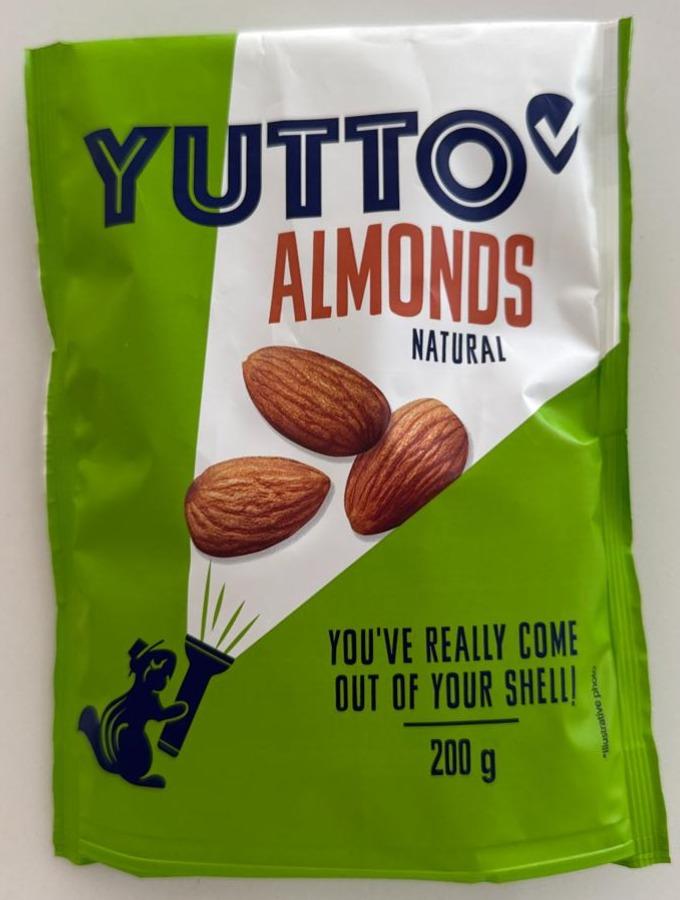 YUTTO
ALMONDS
NATURAL
YOU'VE REALLY COME
OUT OF YOUR SHELL!
200 g
*Illustrative photo